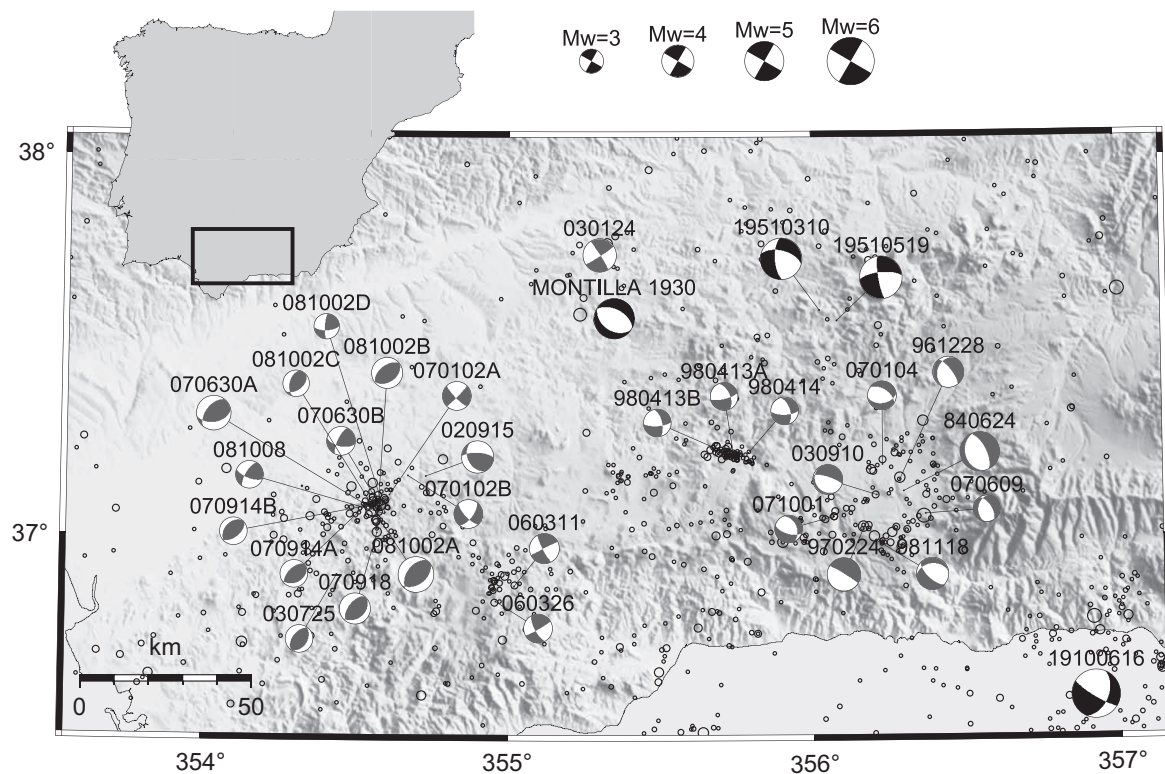 Mw=3 Mw=4 Mw=5 Mw=6
38°
030124 19510310 19510519
MONTILLA 1930
081002D
081002C 081002B 070102A
070630A 070630B 020915
980413A 980414 070104 961228
980413B 840624
081008 070102B 030910 070609
070914B 071001
37°
070914A 081002A 060311 970224 981118
070918
030725 060326
km
0 50
19100616
354° 355° 356° 357°